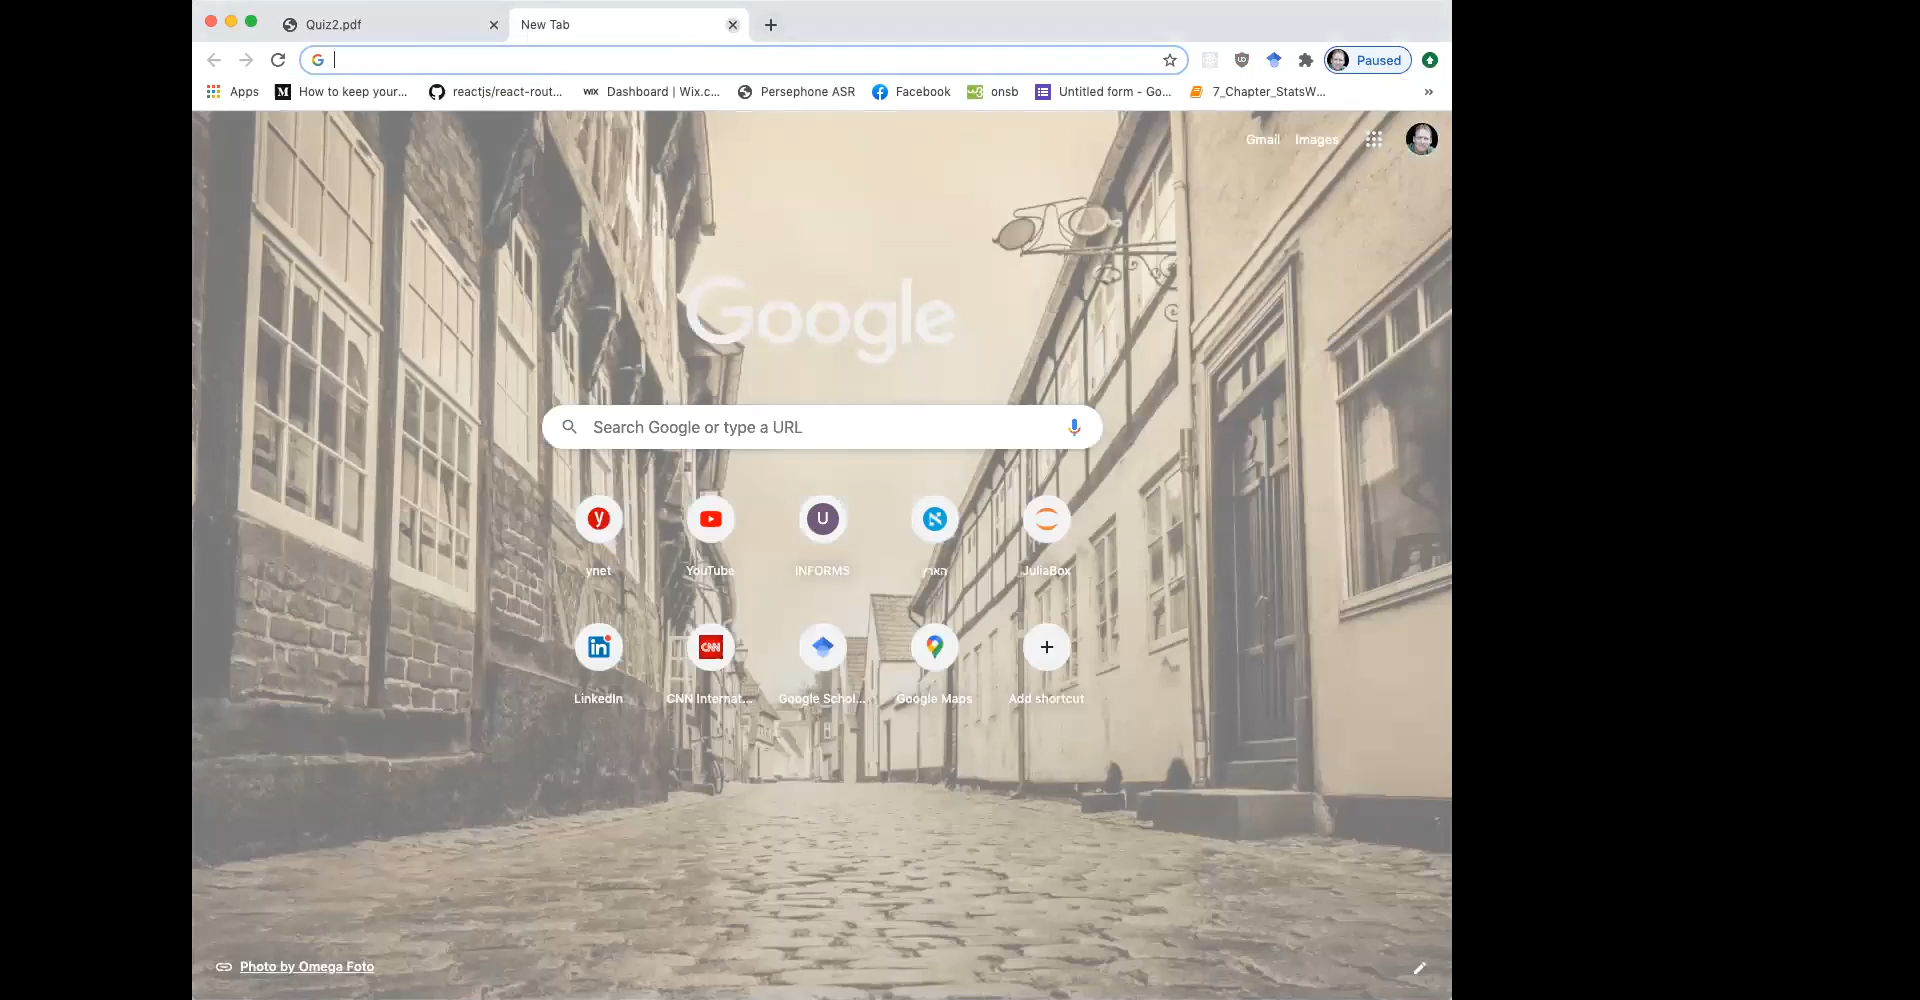 Quiz2.pdf
New Tab
Paused
Apps
How to keep your...
reactjs/react-rout...
WIX Dashboard | Wix.c...
Persephone ASR
Facebook
onsb
Untitled form - Go...
7_Chapter_StatsW...
»
Gmail Images
Google
Search Google or type a URL
ynet
YouTube
U
INFORMS
הארץ
JuliaBox
LinkedIn
CNN
CNN Internat...
Google Schol...
Google Maps
Add shortcut
Photo by Omega Foto